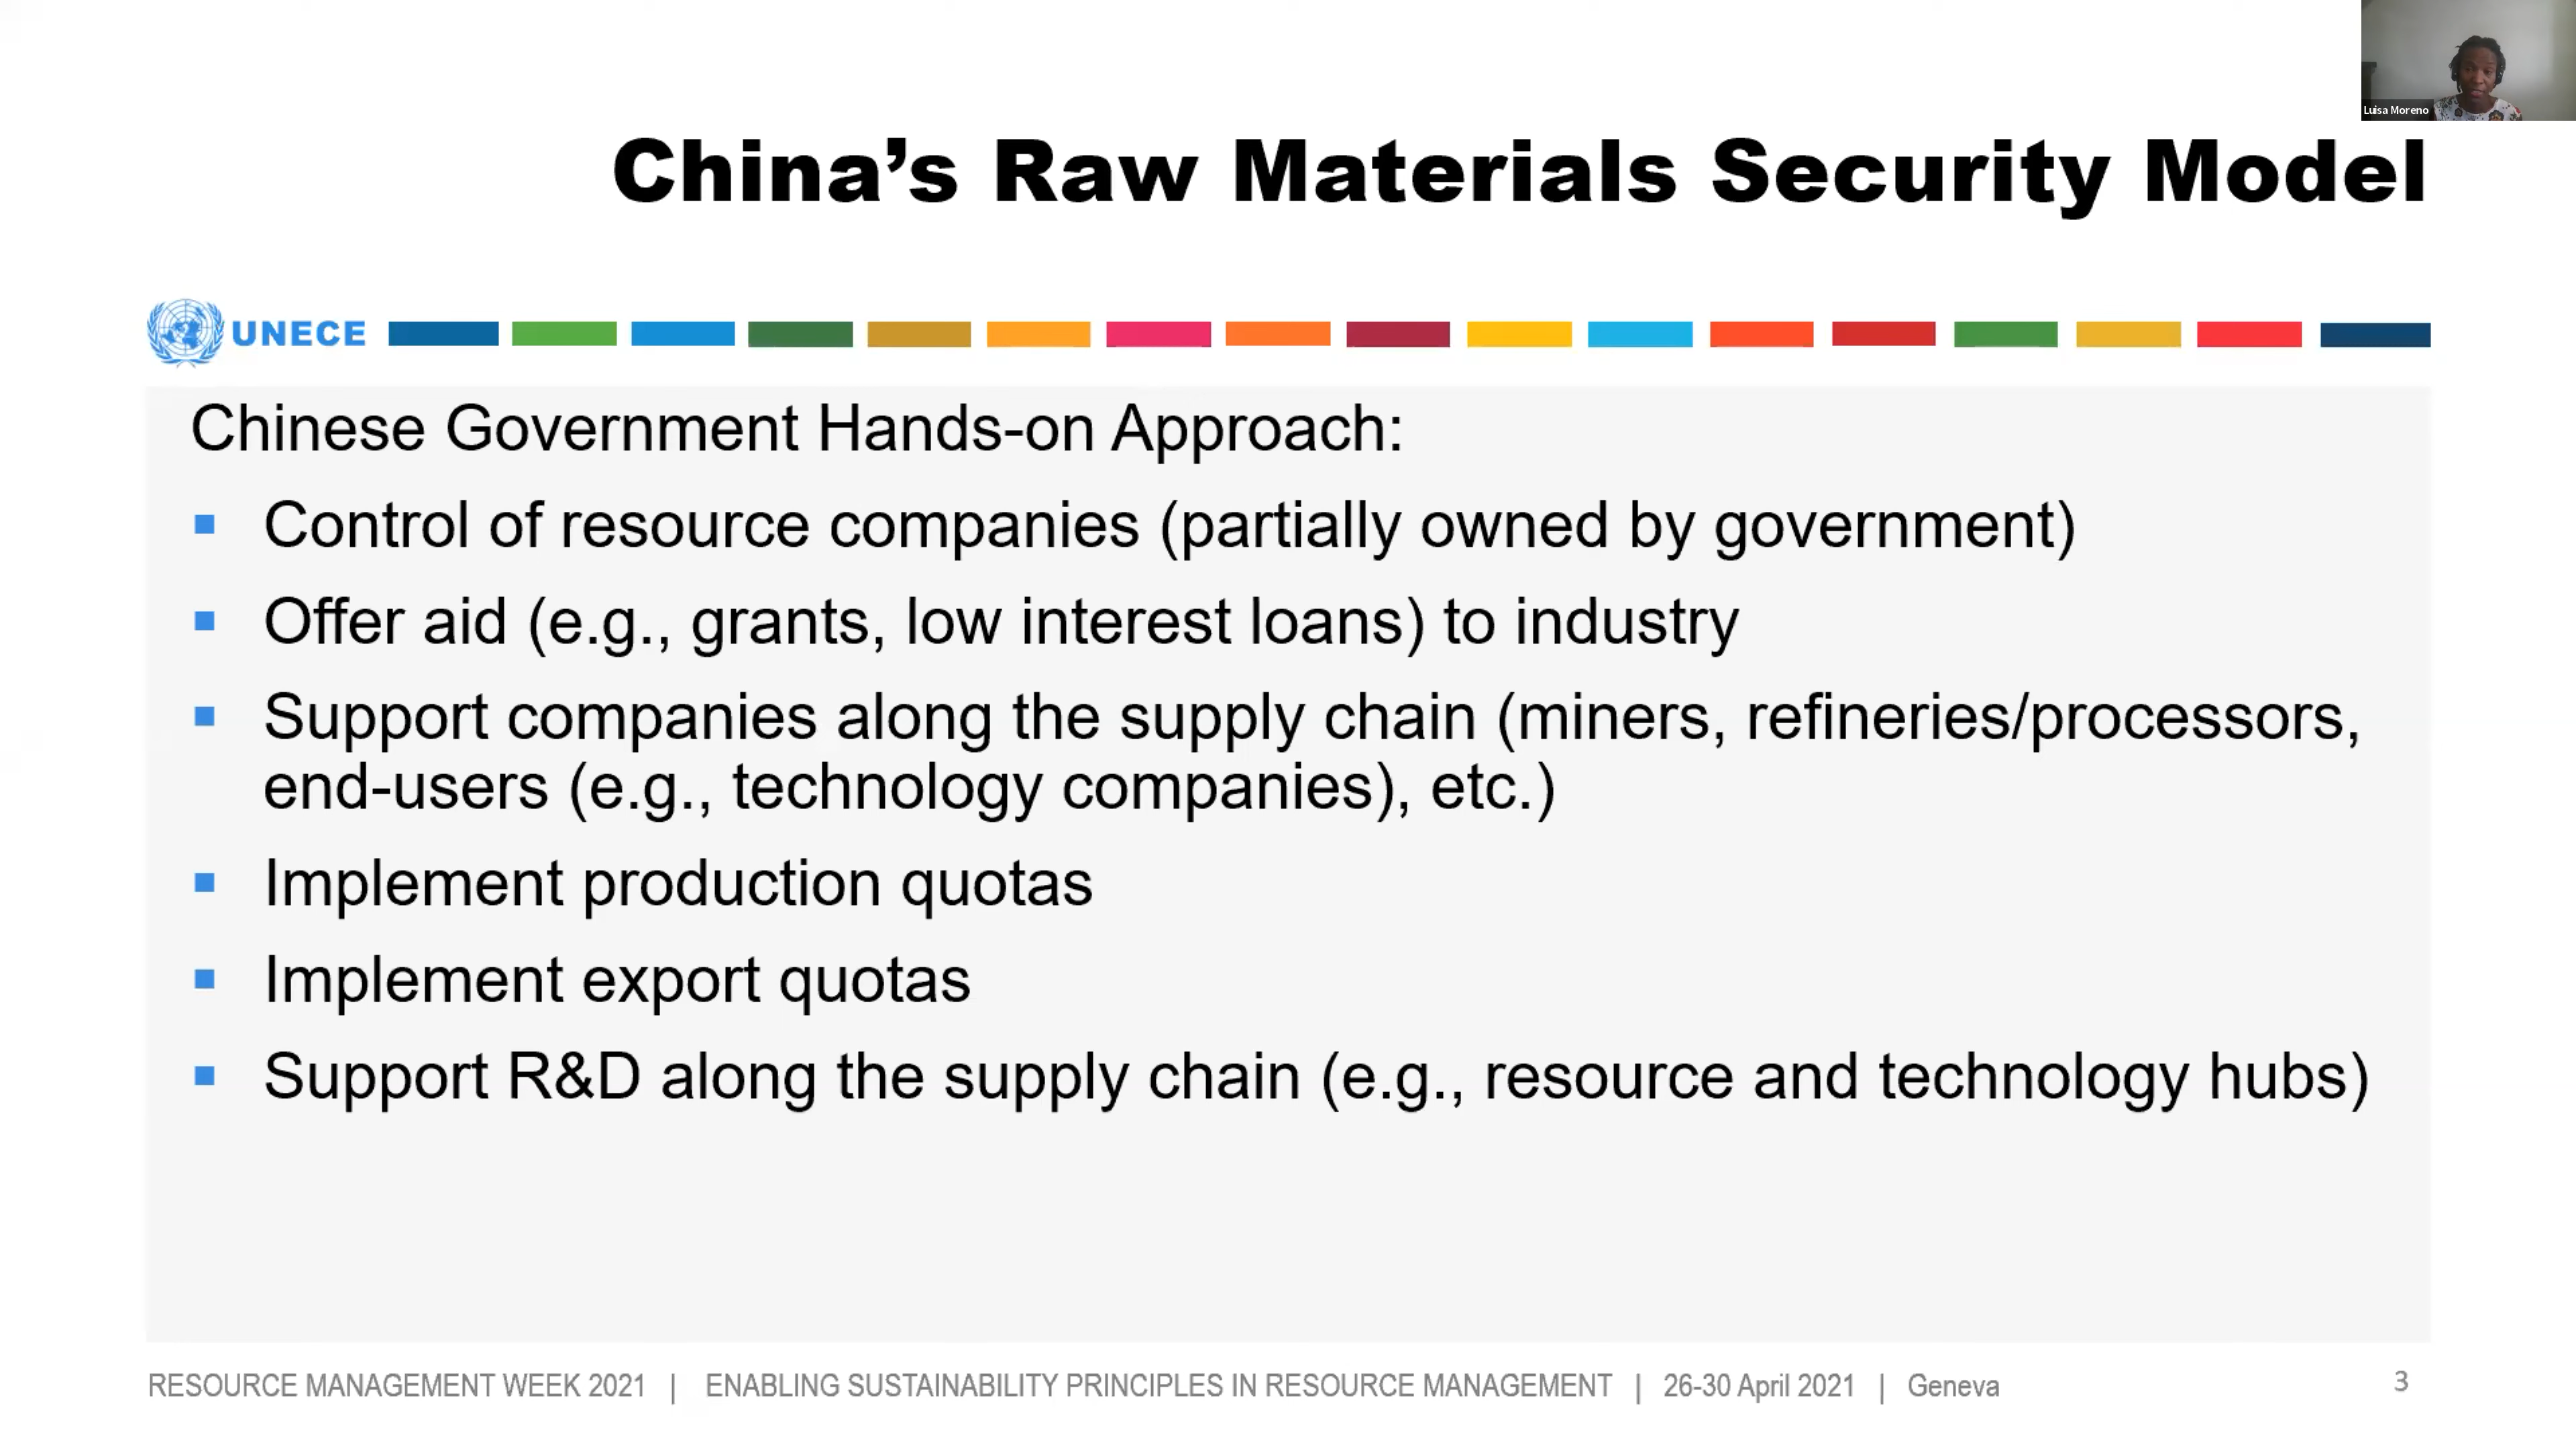 Luisa Moreno
China’s Raw Materials Security Model
UNECE
Chinese Government Hands-on Approach:
▪ Control of resource companies (partially owned by government)
▪ Offer aid (e.g., grants, low interest loans) to industry
▪ Support companies along the supply chain (miners, refineries/processors,
end-users (e.g., technology companies), etc.)
▪ Implement production quotas
▪ Implement export quotas
▪ Support R&D along the supply chain (e.g., resource and technology hubs)
RESOURCE MANAGEMENT WEEK 2021 | ENABLING SUSTAINABILITY PRINCIPLES IN RESOURCE MANAGEMENT | 26-30 April 2021 | Geneva 3